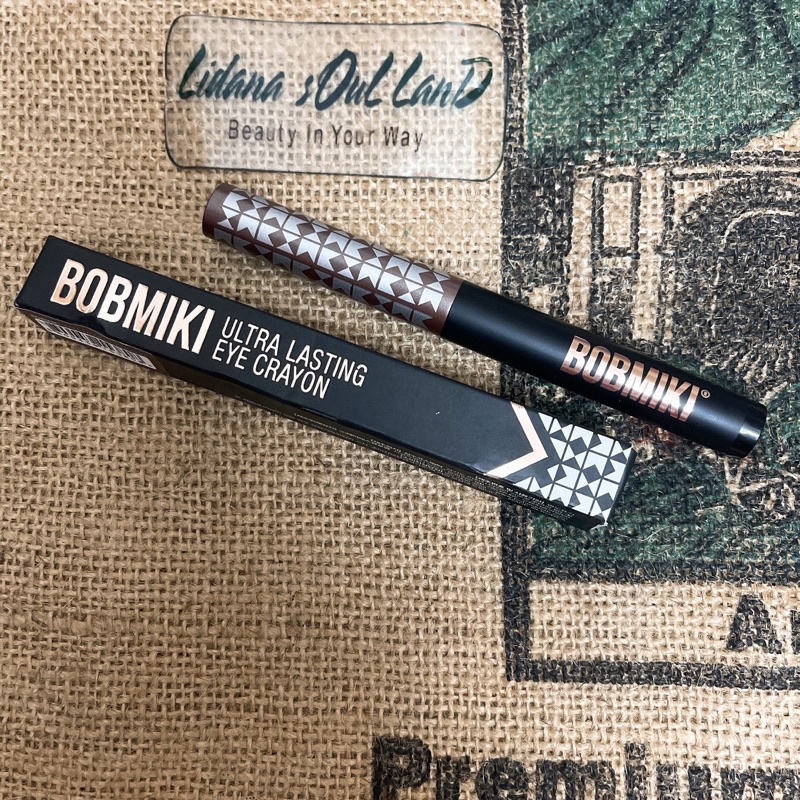 Lidana sOuL LanD
Beauty In Your Way
BOBMIKI
ULTRA LASTING
EYE CRAYON
BOBMIKI®
Premium